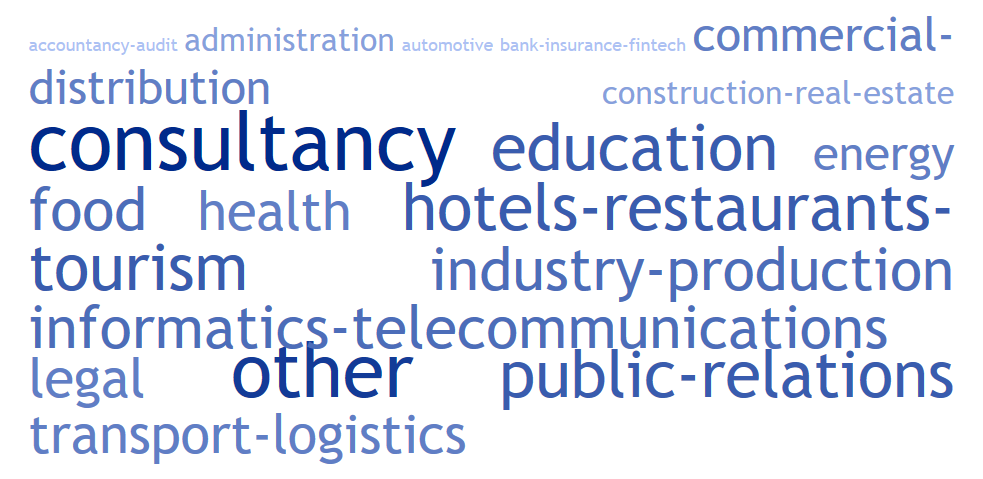 accountancy-audit administration automotive bank-insurance-fintech commercial-
distribution construction-real-estate
consultancy education energy
food health hotels-restaurants-
tourism industry-production
informatics-telecommunications
legal other public-relations
transport-logistics